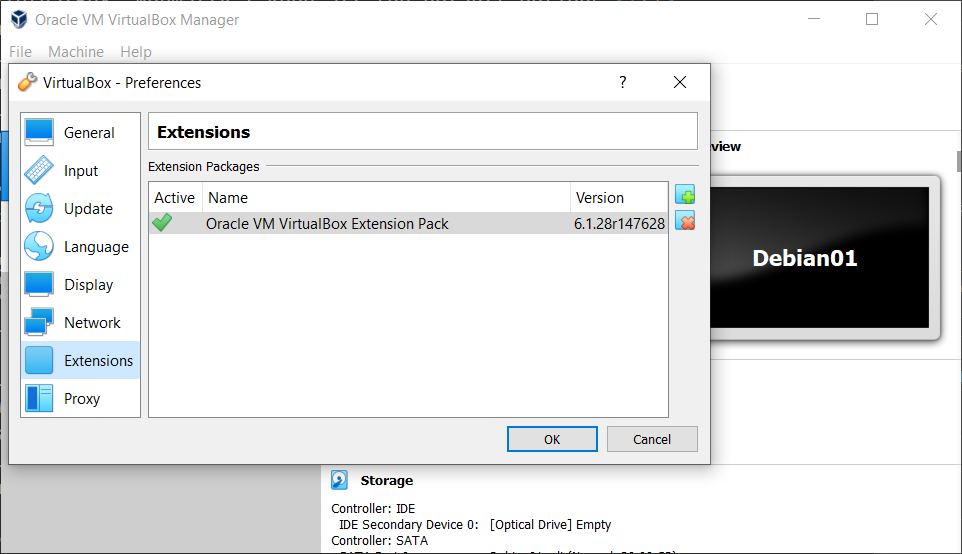 Oracle VM VirtualBox Manager
File Machine Help
VirtualBox - Preferences
?
General
Input
Update
Language
Display
Network
Extensions
Proxy
Extensions
Extension Packages
Active Name Version
Oracle VM VirtualBox Extension Pack 6.1.28r147628
OK Cancel
view
Debian01
Storage
Controller: IDE
IDE Secondary Device 0: [Optical Drive] Empty
Controller: SATA